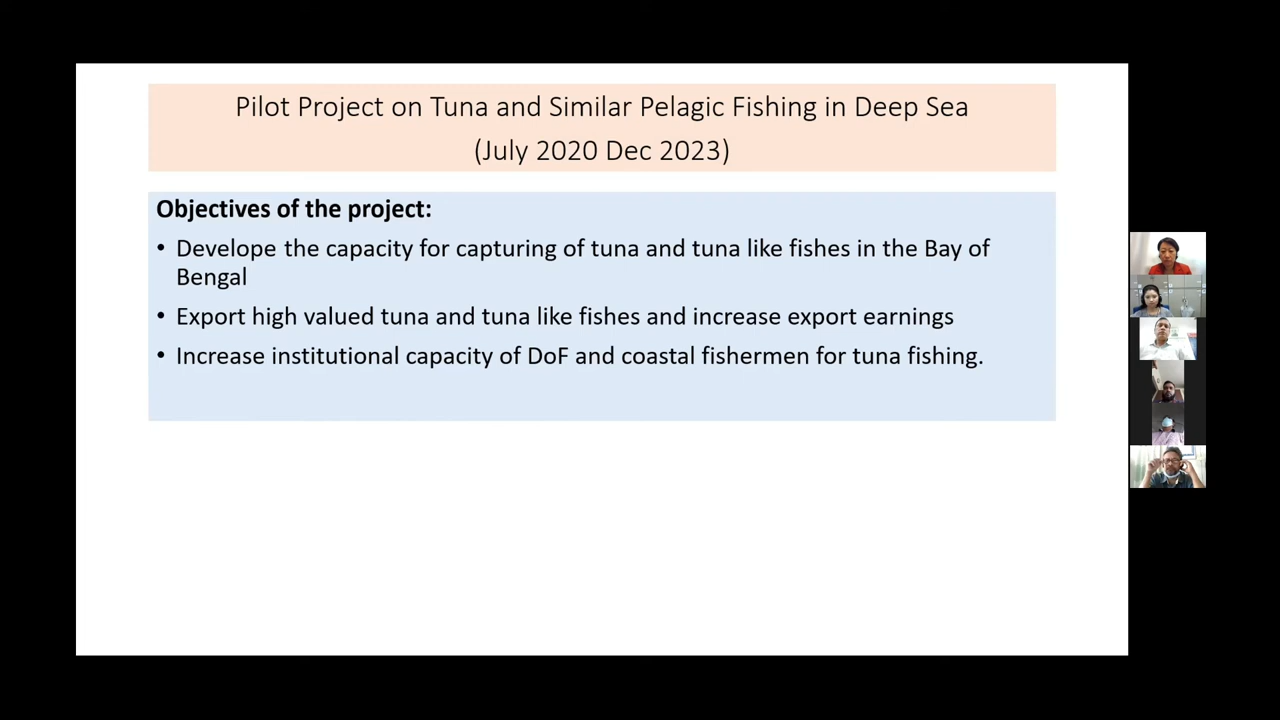 Pilot Project on Tuna and Similar Pelagic Fishing in Deep Sea
(July 2020 Dec 2023)
Objectives of the project:
• Develope the capacity for capturing of tuna and tuna like fishes in the Bay of
Bengal
• Export high valued tuna and tuna like fishes and increase export earnings
• Increase institutional capacity of DoF and coastal fishermen for tuna fishing.